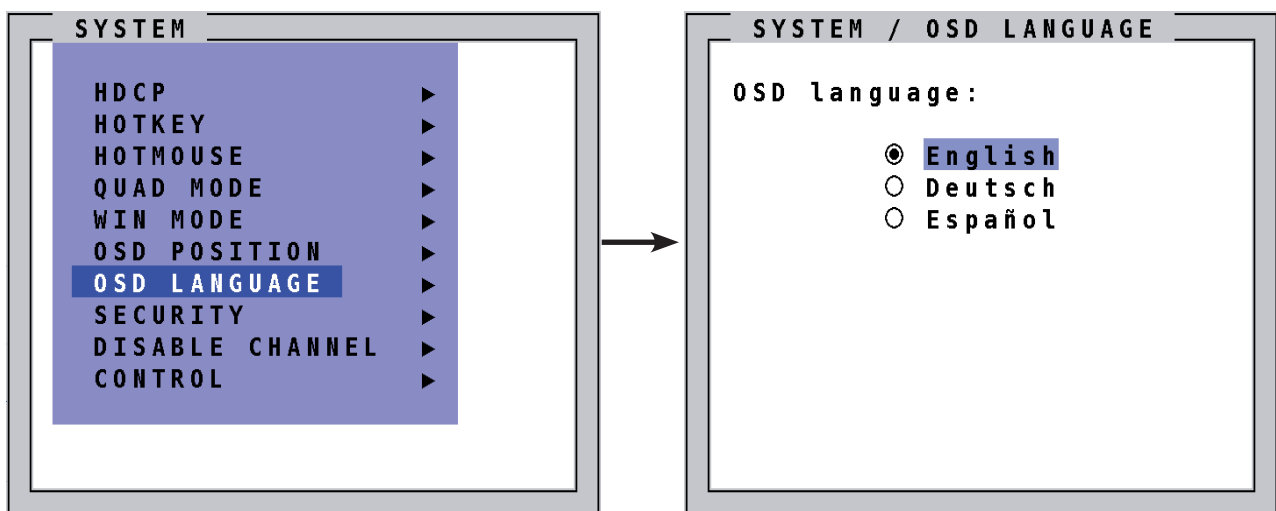 SYSTEM
HDCP
HOTKEY
HOTMOUSE
QUAD MODE
WIN MODE
OSD POSITION
OSD LANGUAGE
SECURITY
DISABLE CHANNEL
CONTROL
SYSTEM / OSD LANGUAGE
OSD language:
English
Deutsch
Español